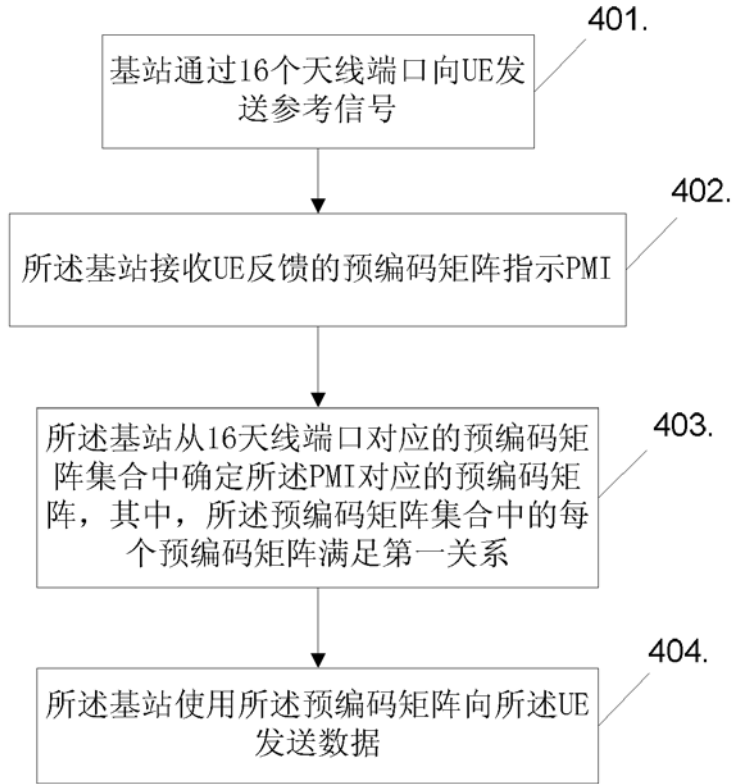 401.
基站通过16个天线端口向UE发
送参考信号
402.
所述基站接收UE反馈的预编码矩阵指示PMI
403.
所述基站从16天线端口对应的预编码矩
阵集合中确定所述PMI对应的预编码矩
阵，其中，所述预编码矩阵集合中的每
个预编码矩阵满足第一关系
404.
所述基站使用所述预编码矩阵向所述UE
发送数据